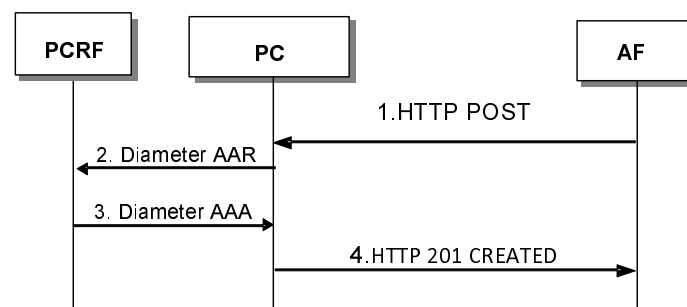 PCRF
PC
AF
1.HTTP POST
2. Diameter AAR
3. Diameter AAA
4.HTTP 201 CREATED